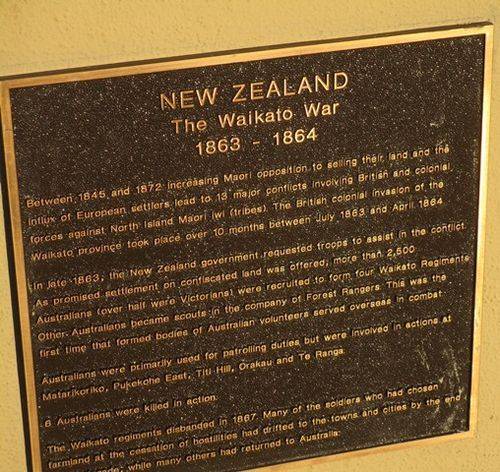 NEW ZEALAND
The Waikato War
1863 - 1864
Between 1845 and 1872 increasing Maori opposition to selling their land and the
influx of European settlers lead to 13 major conflicts involving British and colonial
forces against North Island Maori iwi (tribes). The British colonial invasion of the
Waikato province took place over 10 months between July 1863 and April 1864.
In late 1863, the New Zealand government requested troops to assist in the conflict.
As promised settlement on confiscated land was offered, more than 2,500
Australians (over half were Victorians) were recruited to form four Waikato Regiments
Other Australians became scouts in the company of Forest Rangers. This was the
first time that formed bodies of Australian volunteers served overseas in combat.
Australians were primarily used for patrolling duties but were involved in actions at
Matarikoriko, Pukekohe East, Titi Hill, Orakau and Te Ranga.
6 Australians were killed in action.
The Waikato regiments disbanded in 1867. Many of the soldiers who had chosen
farmland at the cessation of hostilities had drifted to the towns and cities by the end
while many others had returned to Australia.